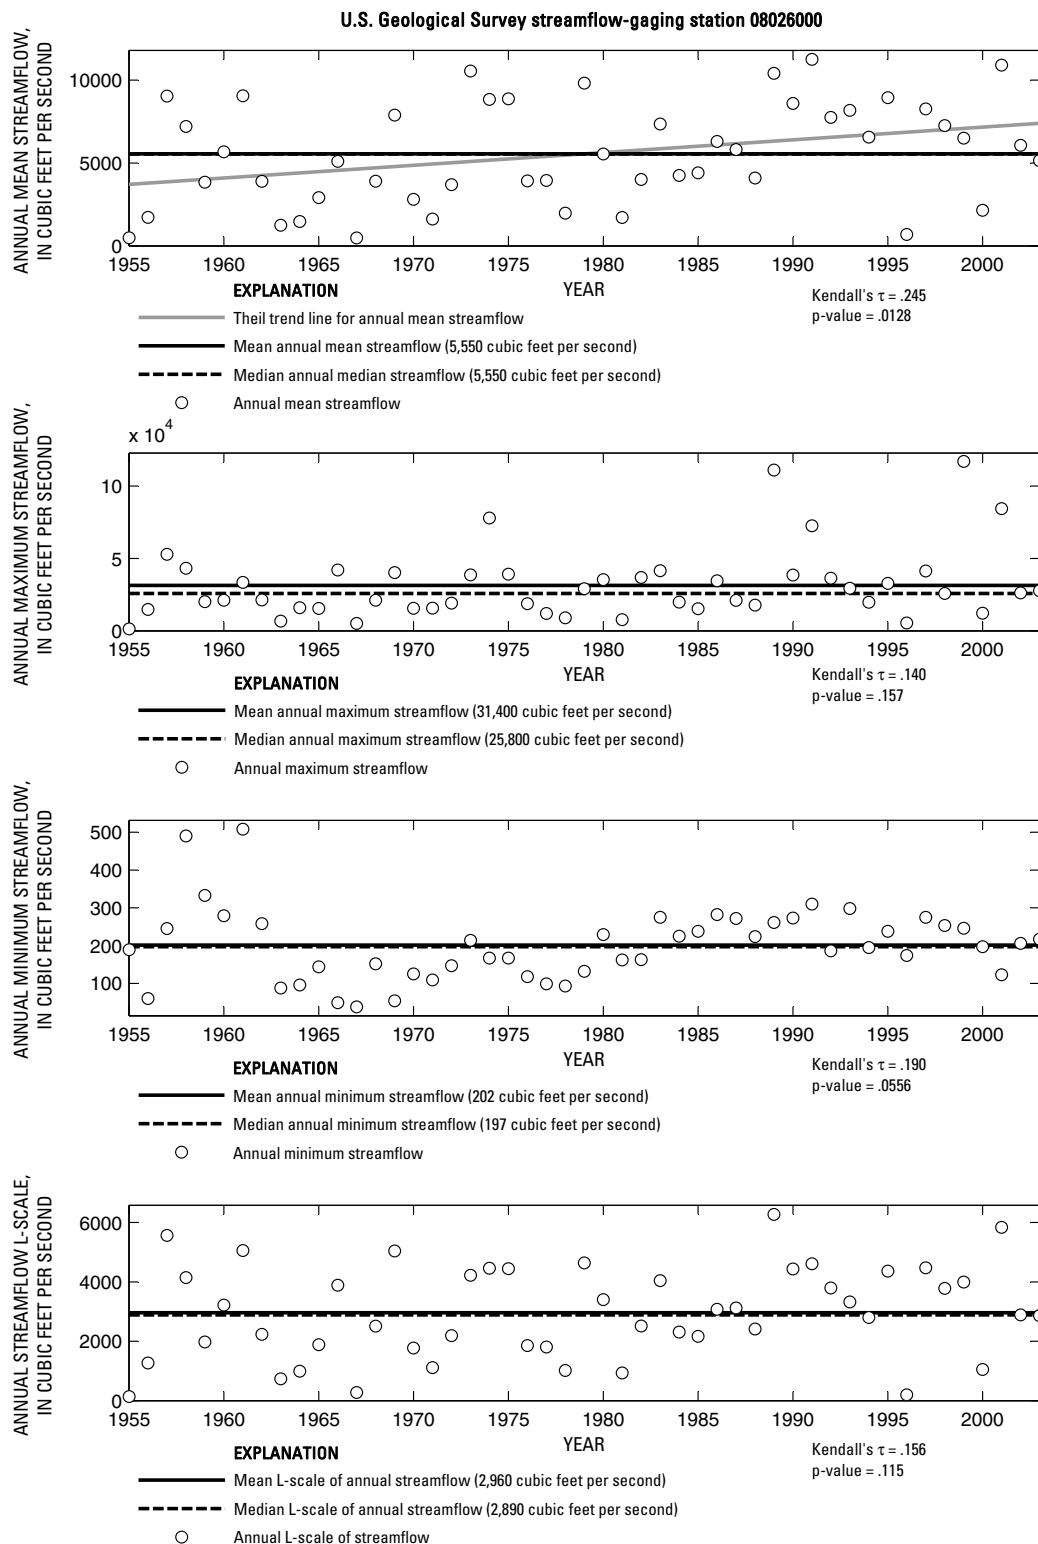 U.S. Geological Survey streamflow-gaging station 08026000
ANNUAL MEAN STREAMFLOW,
IN CUBIC FEET PER SECOND
10000
5000
0
1955 1960 1965 1970 1975 1980 1985 1990 1995 2000
YEAR
Kendall's τ = .245
p-value = .0128
EXPLANATION
Theil trend line for annual mean streamflow
Mean annual mean streamflow (5,550 cubic feet per second)
Median annual median streamflow (5,550 cubic feet per second)
Annual mean streamflow
ANNUAL MAXIMUM STREAMFLOW,
IN CUBIC FEET PER SECOND
x 10⁴
10
5
0
1955 1960 1965 1970 1975 1980 1985 1990 1995 2000
YEAR
Kendall's τ = .140
p-value = .157
EXPLANATION
Mean annual maximum streamflow (31,400 cubic feet per second)
Median annual maximum streamflow (25,800 cubic feet per second)
Annual maximum streamflow
ANNUAL MINIMUM STREAMFLOW,
IN CUBIC FEET PER SECOND
500
400
300
200
100
1955 1960 1965 1970 1975 1980 1985 1990 1995 2000
YEAR
Kendall's τ = .190
p-value = .0556
EXPLANATION
Mean annual minimum streamflow (202 cubic feet per second)
Median annual minimum streamflow (197 cubic feet per second)
Annual minimum streamflow
ANNUAL STREAMFLOW L-SCALE,
IN CUBIC FEET PER SECOND
6000
4000
2000
0
1955 1960 1965 1970 1975 1980 1985 1990 1995 2000
YEAR
Kendall's τ = .156
p-value = .115
EXPLANATION
Mean L-scale of annual streamflow (2,960 cubic feet per second)
Median L-scale of annual streamflow (2,890 cubic feet per second)
Annual L-scale of streamflow